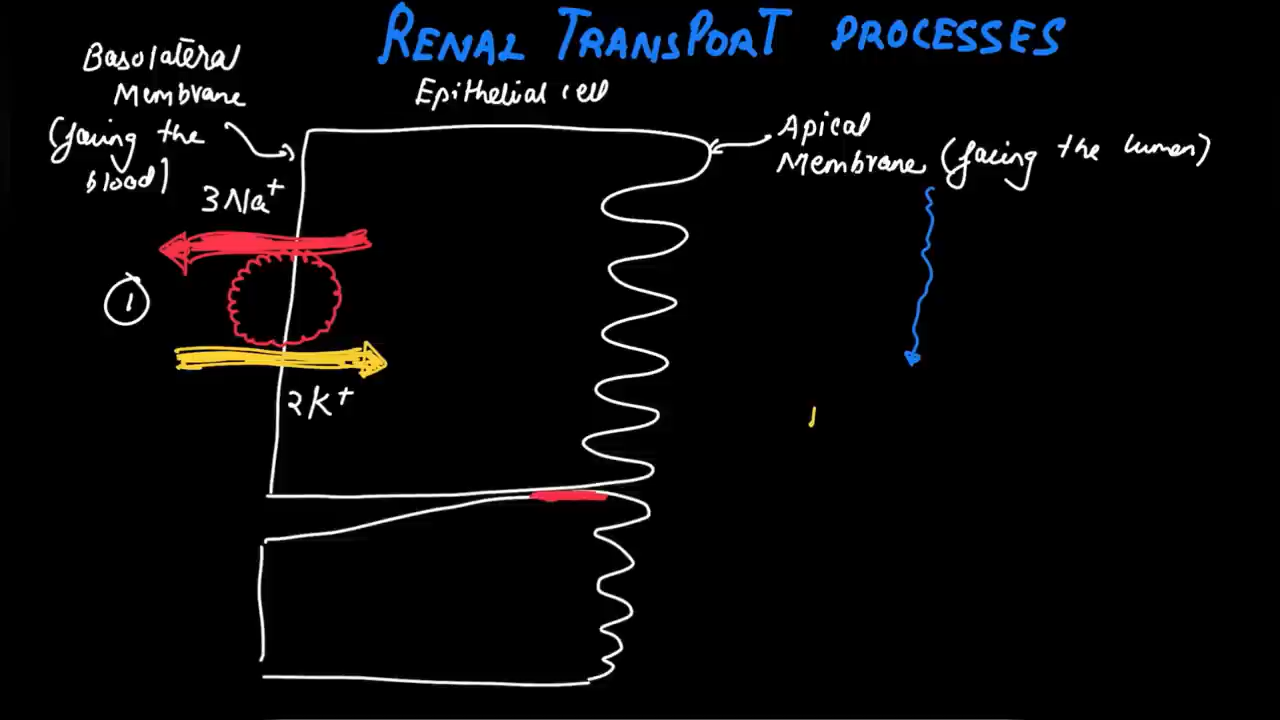 RENAL TRANSPORT PROCESSES
Basolateral
Membrane
(facing the
blood)
Epithelial cell
Apical
Membrane (facing the lumen)
3Na+
1
2K+